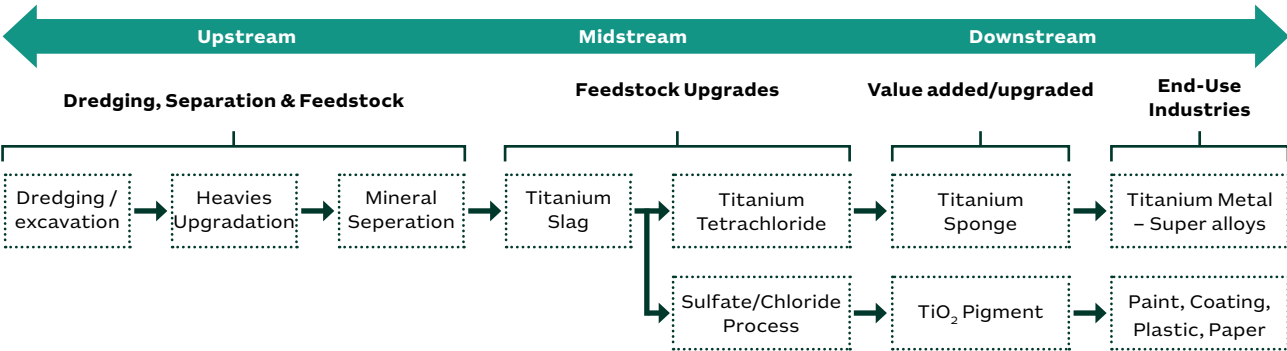 Upstream
Midstream
Downstream
Dredging, Separation & Feedstock
Feedstock Upgrades
Value added/upgraded
End-Use
Industries
Dredging /
excavation
Heavies
Upgradation
Mineral
Seperation
Titanium
Slag
Titanium
Tetrachloride
Titanium
Sponge
Titanium Metal
– Super alloys
Sulfate/Chloride
Process
TiO₂ Pigment
Paint, Coating,
Plastic, Paper